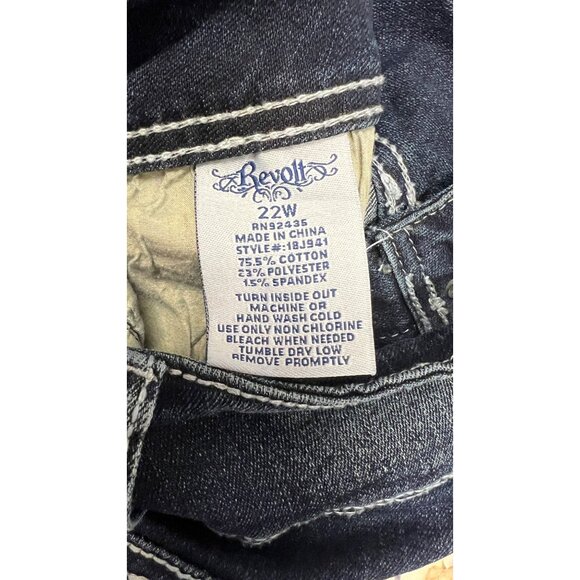 Revolt
22W
RN92435
MADE IN CHINA
STYLE#:18J941
75.5% COTTON
23% POLYESTER
1.5% SPANDEX
TURN INSIDE OUT
MACHINE OR
HAND WASH COLD
USE ONLY NON CHLORINE
BLEACH WHEN NEEDED
TUMBLE DRY LOW
REMOVE PROMPTLY